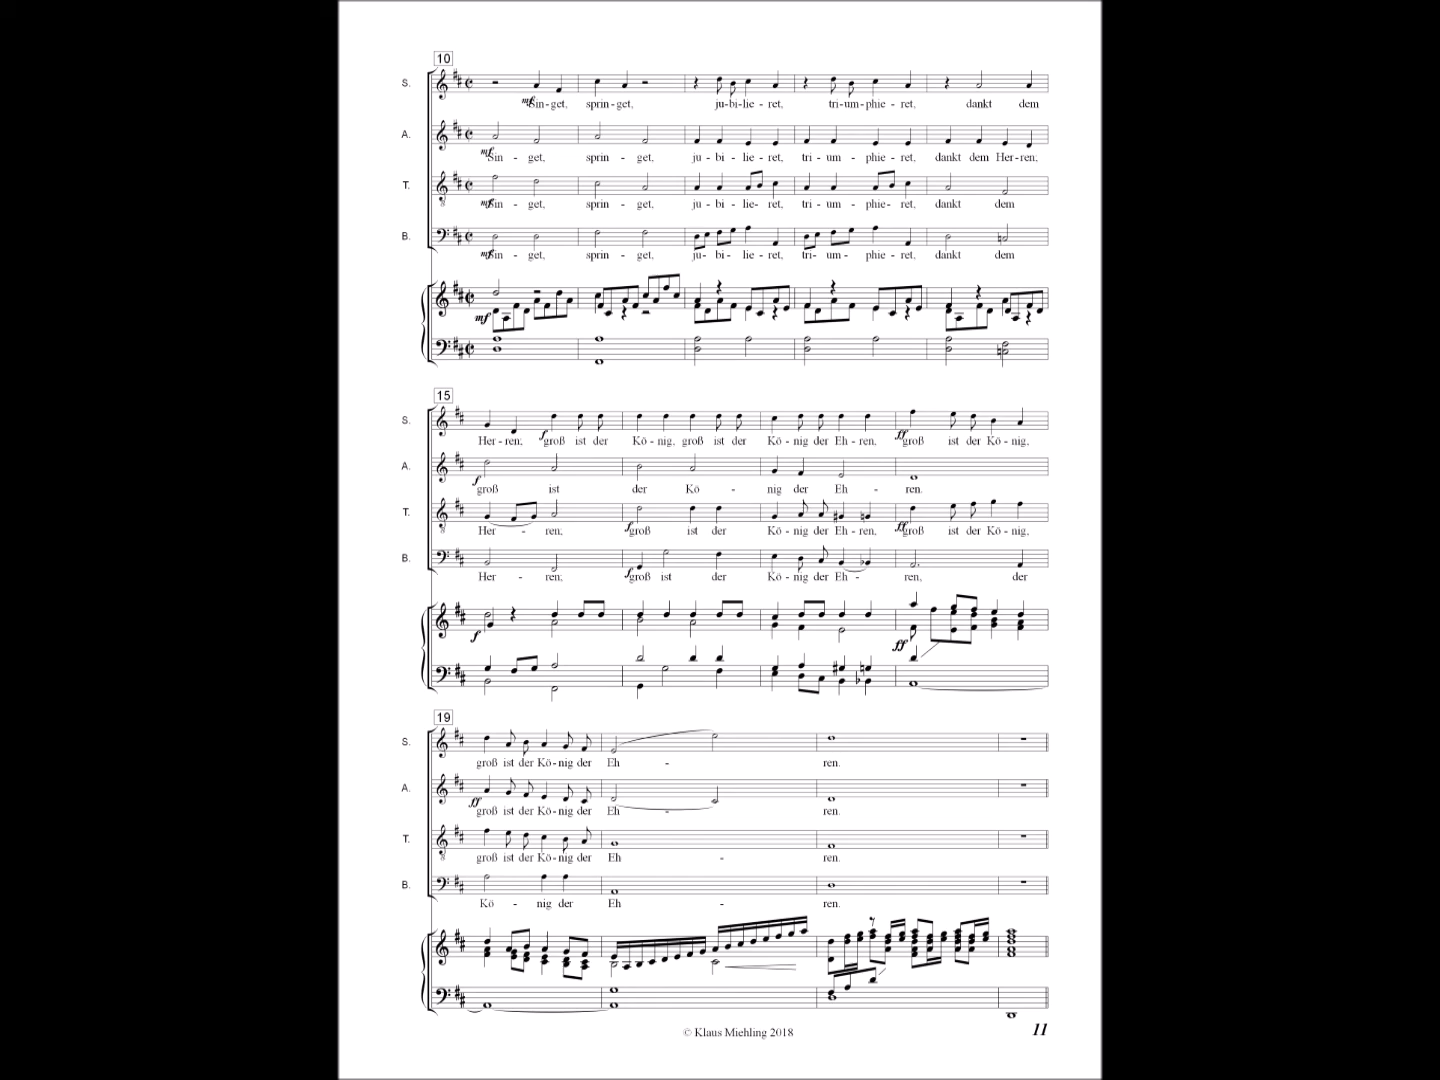 10
S.
mf
Sin-get, sprin-get, ju-bi-lie - ret, tri-um-phie - ret, dankt dem
A.
mf
Sin - get, sprin - get, ju - bi - lie - ret, tri - um - phie - ret, dankt dem Her-ren;
T.
mf
Sin - get, sprin - get, ju - bi - lie- ret, tri - um - phie- ret, dankt dem
B.
mf
Sin - get, sprin - get, ju- bi - lie - ret, tri- um - phie - ret, dankt dem
mf
15
S.
f ff
Her - ren; groß ist der Kö - nig, groß ist der Kö - nig der Eh - ren, groß ist der Kö - nig,
A.
f
groß ist der Kö - nig der Eh - ren.
T.
f ff
Her - ren; groß ist der Kö - nig der Eh - ren, groß ist der Kö - nig,
B.
f
Her - ren; groß ist der Kö - nig der Eh - ren, der
f ff
19
S.
groß ist der Kö - nig der Eh - ren.
A.
ff
groß ist der Kö - nig der Eh - ren.
T.
groß ist der Kö - nig der Eh - ren.
B.
Kö - nig der Eh - ren.
© Klaus Miehling 2018
11